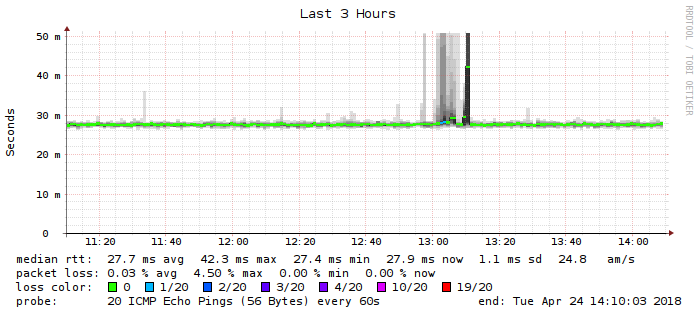 Last 3 Hours
RRDTOOL / TOBI OETIKER
Seconds
50 m
40 m
30 m
20 m
10 m
0
11:20 11:40 12:00 12:20 12:40 13:00 13:20 13:40 14:00
median rtt: 27.7 ms avg 42.3 ms max 27.4 ms min 27.9 ms now 1.1 ms sd 24.8 am/s
packet loss: 0.03 % avg 4.50 % max 0.00 % min 0.00 % now
loss color: 0 1/20 2/20 3/20 4/20 10/20 19/20
probe: 20 ICMP Echo Pings (56 Bytes) every 60s end: Tue Apr 24 14:10:03 2018